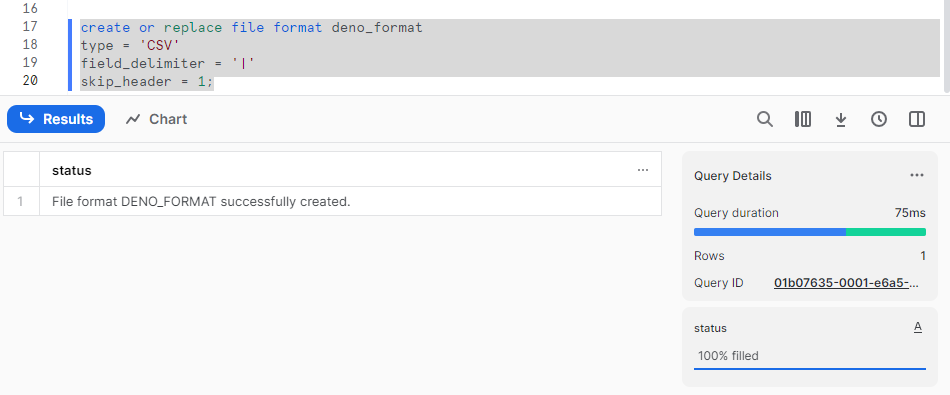 16
17 create or replace file format deno_format
18 type = 'CSV'
19 field_delimiter = '|'
20 skip_header = 1;
Results
Chart
status ...
1 File format DENO_FORMAT successfully created.
Query Details ...
Query duration 75ms
Rows 1
Query ID 01b07635-0001-e6a5-...
status A
100% filled